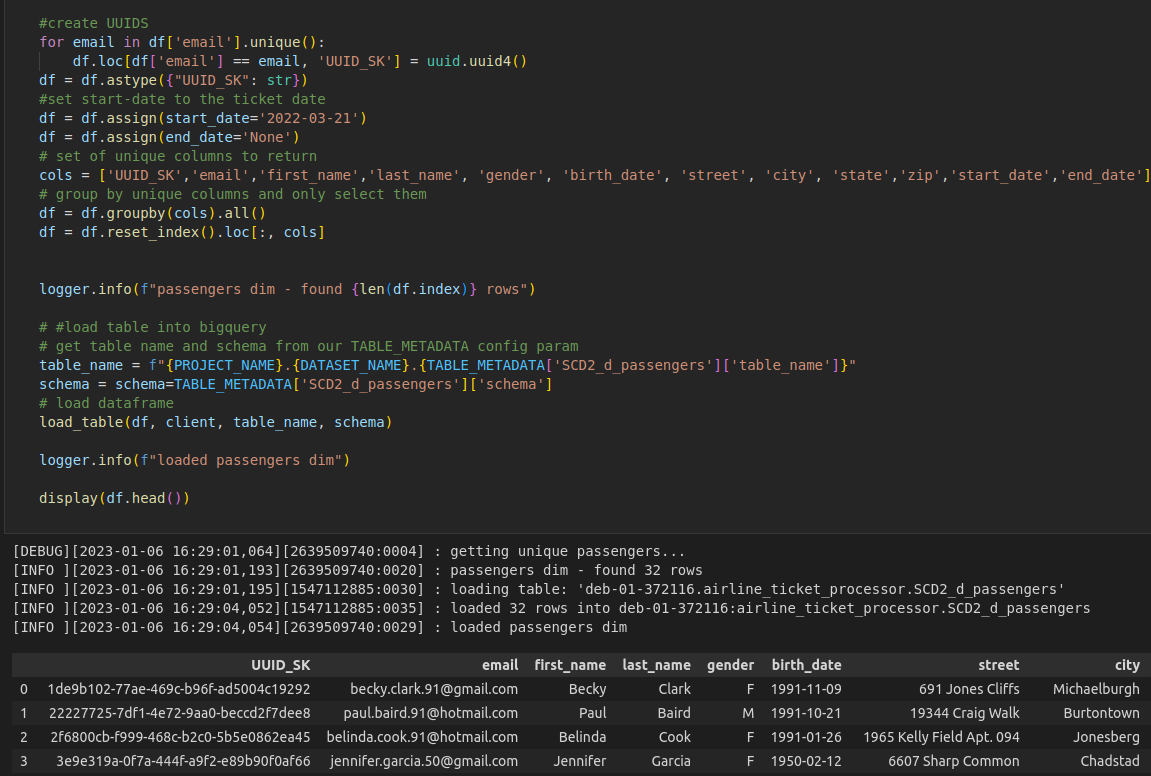 #create UUIDS
for email in df['email'].unique():
    df.loc[df['email'] == email, 'UUID_SK'] = uuid.uuid4()
df = df.astype({"UUID_SK": str})
#set start-date to the ticket date
df = df.assign(start_date='2022-03-21')
df = df.assign(end_date='None')
# set of unique columns to return
cols = ['UUID_SK','email','first_name','last_name', 'gender', 'birth_date', 'street', 'city', 'state','zip','start_date','end_date']
# group by unique columns and only select them
df = df.groupby(cols).all()
df = df.reset_index().loc[:, cols]
logger.info(f"passengers dim - found {len(df.index)} rows")
# #load table into bigquery
# get table name and schema from our TABLE_METADATA config param
table_name = f"{PROJECT_NAME}.{DATASET_NAME}.{TABLE_METADATA['SCD2_d_passengers']['table_name']}"
schema = schema=TABLE_METADATA['SCD2_d_passengers']['schema']
# load dataframe
load_table(df, client, table_name, schema)
logger.info(f"loaded passengers dim")
display(df.head())
[DEBUG][2023-01-06 16:29:01,064][2639509740:0004] : getting unique passengers...
[INFO ][2023-01-06 16:29:01,193][2639509740:0020] : passengers dim - found 32 rows
[INFO ][2023-01-06 16:29:01,195][1547112885:0030] : loading table: 'deb-01-372116.airline_ticket_processor.SCD2_d_passengers'
[INFO ][2023-01-06 16:29:04,052][1547112885:0035] : loaded 32 rows into deb-01-372116:airline_ticket_processor.SCD2_d_passengers
[INFO ][2023-01-06 16:29:04,054][2639509740:0029] : loaded passengers dim
UUID_SK email first_name last_name gender birth_date street city
0 1de9b102-77ae-469c-b96f-ad5004c19292 becky.clark.91@gmail.com Becky Clark F 1991-11-09 691 Jones Cliffs Michaelburgh
1 22227725-7df1-4e72-9aa0-beccd2f7dee8 paul.baird.91@hotmail.com Paul Baird M 1991-10-21 19344 Craig Walk Burtontown
2 2f6800cb-f999-468c-b2c0-5b5e0862ea45 belinda.cook.91@hotmail.com Belinda Cook F 1991-01-26 1965 Kelly Field Apt. 094 Jonesberg
3 3e9e319a-0f7a-444f-a9f2-e89b90f0af66 jennifer.garcia.50@gmail.com Jennifer Garcia F 1950-02-12 6607 Sharp Common Chadstad